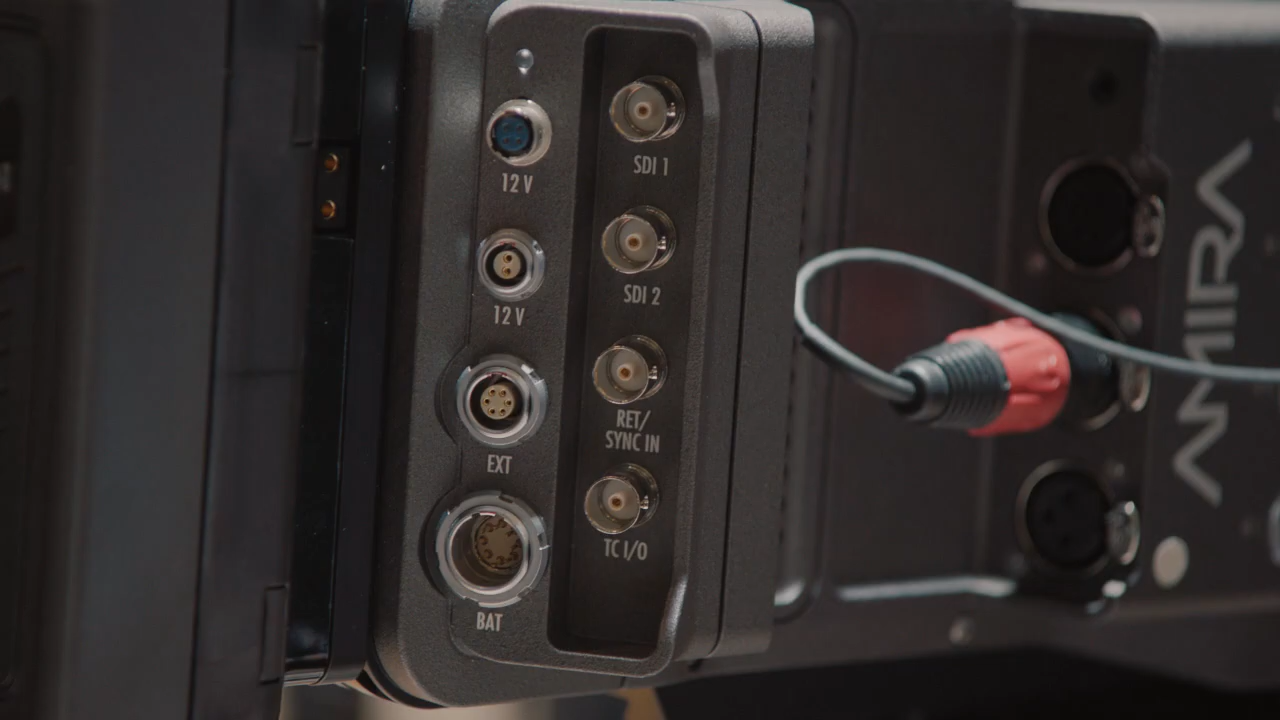 12 V
12 V
EXT
BAT
SDI 1
SDI 2
RET/
SYNC IN
TC I/O
AMIRA